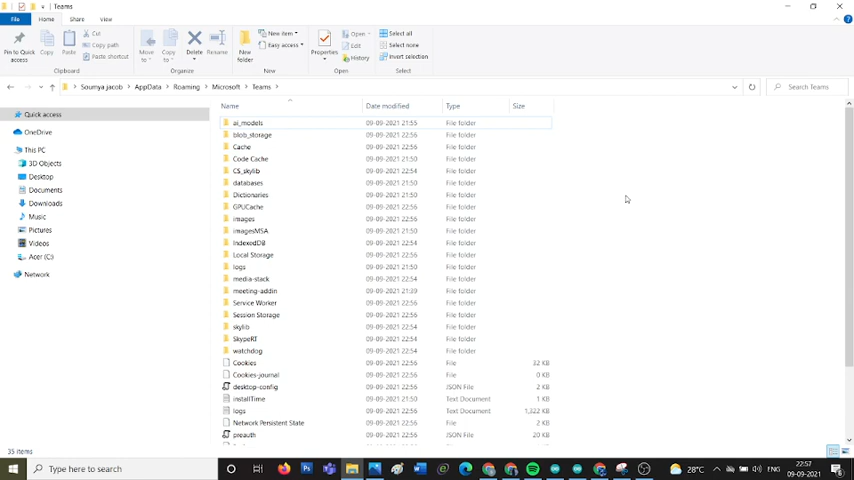 Teams
File Home Share View
Pin to Quick access
Copy
Paste
Cut
Copy path
Paste shortcut
Clipboard
Move to
Copy to
Delete
Rename
Organize
New folder
New item
Easy access
New
Properties
Open
Edit
History
Open
Select all
Select none
Invert selection
Select
Soumya jacob > AppData > Roaming > Microsoft > Teams >
Search Teams
Quick access
OneDrive
This PC
3D Objects
Desktop
Documents
Downloads
Music
Pictures
Videos
Acer (C:)
Network
Name Date modified Type Size
ai_models 09-09-2021 21:55 File folder
blob_storage 09-09-2021 22:56 File folder
Cache 09-09-2021 22:56 File folder
Code Cache 09-09-2021 21:50 File folder
CS_skylib 09-09-2021 22:54 File folder
databases 09-09-2021 21:50 File folder
Dictionaries 09-09-2021 21:50 File folder
GPUCache 09-09-2021 22:56 File folder
images 09-09-2021 22:56 File folder
imagesMSA 09-09-2021 21:50 File folder
IndexedDB 09-09-2021 22:54 File folder
Local Storage 09-09-2021 22:56 File folder
logs 09-09-2021 21:50 File folder
media-stack 09-09-2021 22:54 File folder
meeting-addin 09-09-2021 21:39 File folder
Service Worker 09-09-2021 22:56 File folder
Session Storage 09-09-2021 22:56 File folder
skylib 09-09-2021 22:54 File folder
SkypeRT 09-09-2021 22:54 File folder
watchdog 09-09-2021 22:54 File folder
Cookies 09-09-2021 22:56 File 32 KB
Cookies-journal 09-09-2021 22:56 File 0 KB
desktop-config 09-09-2021 22:56 JSON File 2 KB
installTime 09-09-2021 21:50 Text Document 1 KB
logs 09-09-2021 22:56 Text Document 1,322 KB
Network Persistent State 09-09-2021 22:56 File 2 KB
preauth 09-09-2021 22:56 JSON File 20 KB
35 items
Type here to search
28°C
ENG
22:57
09-09-2021